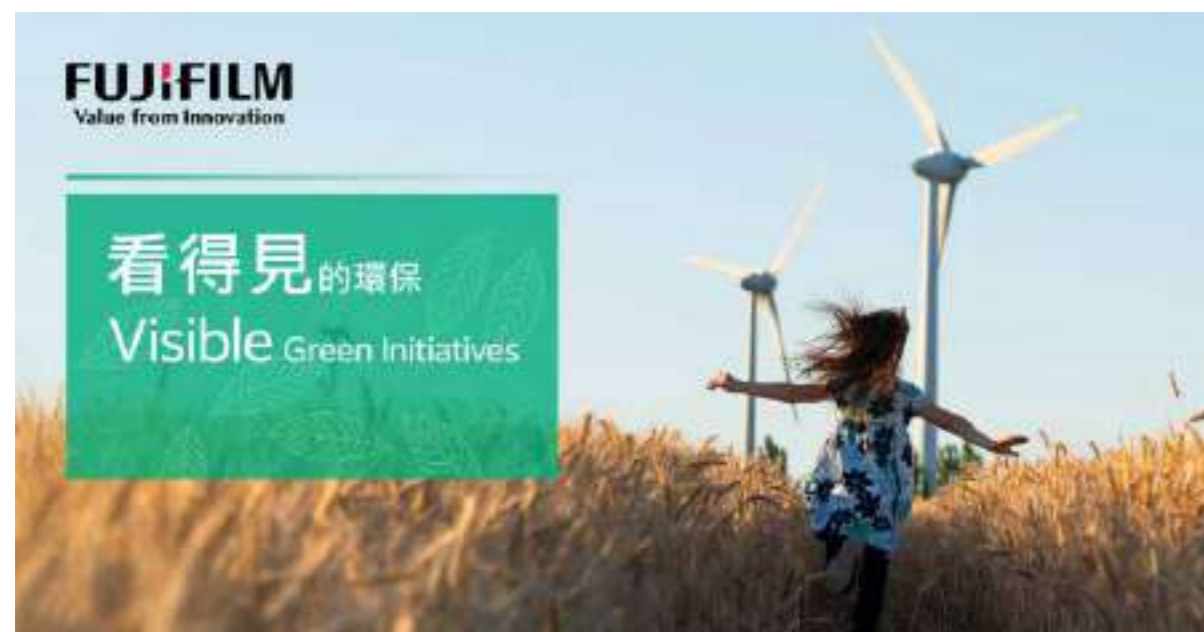 FUJIFILM
Value from Innovation
看得見的環保
Visible Green Initiatives